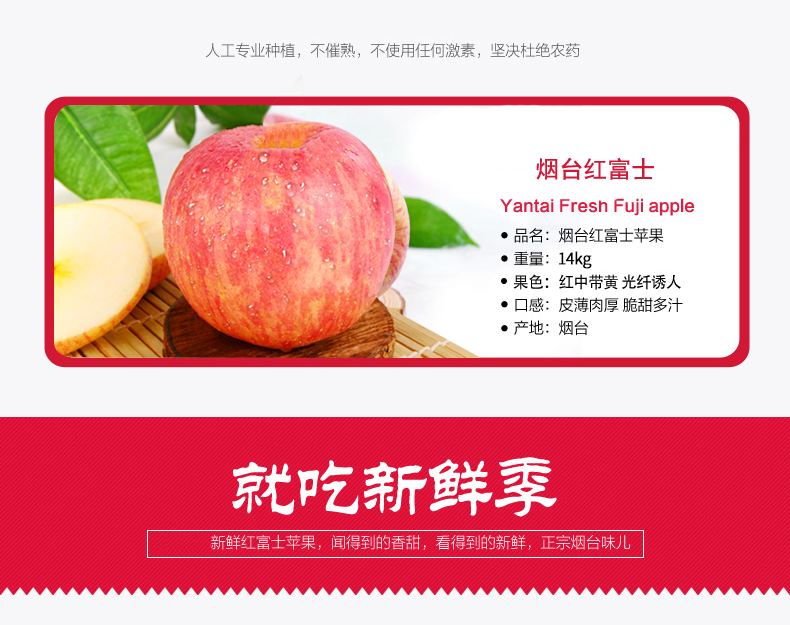 人工专业种植，不催熟，不使用任何激素，坚决杜绝农药
烟台红富士
Yantai Fresh Fuji apple
● 品名：烟台红富士苹果
● 重量：14kg
● 果色：红中带黄 光纤诱人
● 口感：皮薄肉厚 脆甜多汁
● 产地：烟台
就吃新鲜季
新鲜红富士苹果，闻得到的香甜，看得到的新鲜，正宗烟台味儿